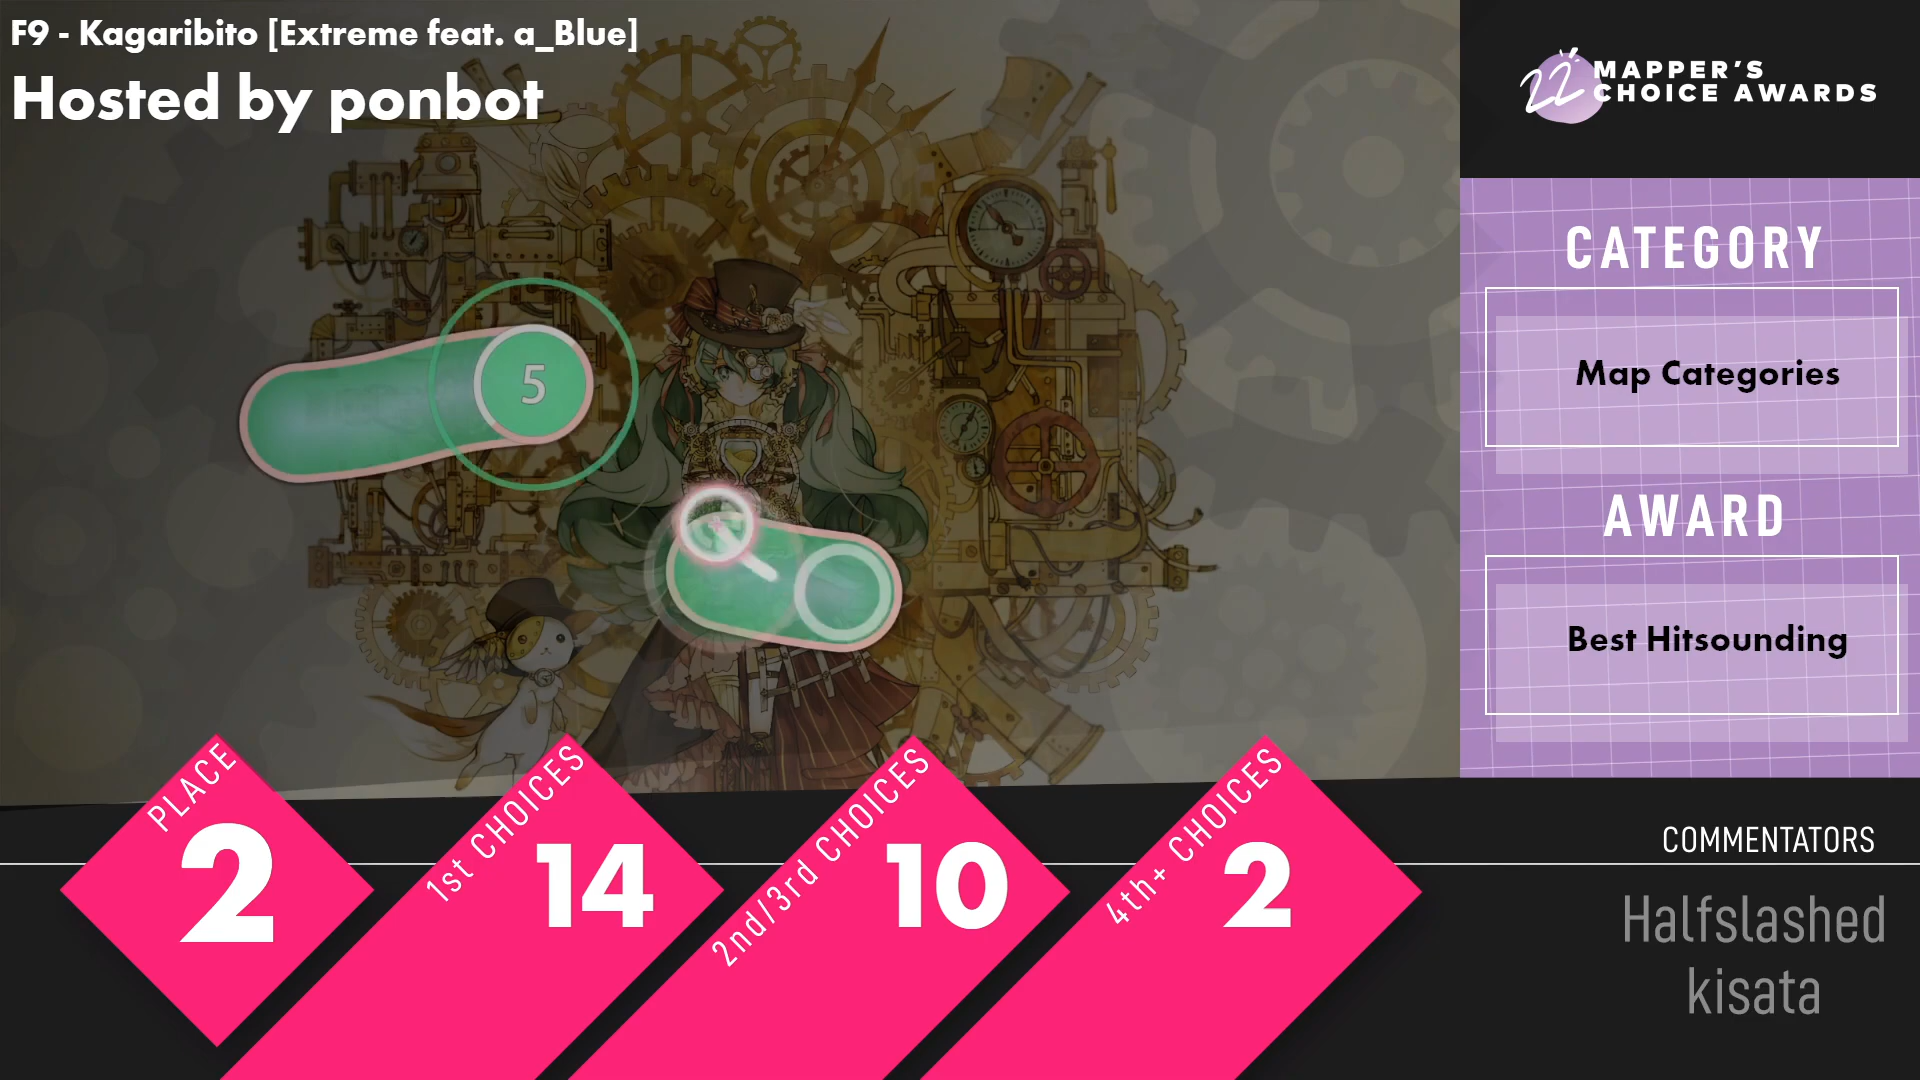 F9 - Kagaribito [Extreme feat. a_Blue]
Hosted by ponbot
22 MAPPER'S
CHOICE AWARDS
CATEGORY
Map Categories
AWARD
Best Hitsounding
5
PLACE
2
1st CHOICES
14
2nd/3rd CHOICES
10
4th+ CHOICES
2
COMMENTATORS
Halfslashed
kisata